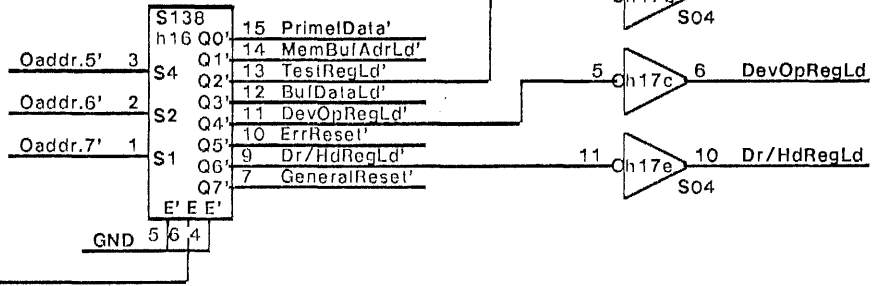 S138
h16 Q0' 15 PrimeIData'
Q1' 14 MemBufAdrLd'
Oaddr.5' 3 S4 Q2' 13 TestRegLd'
5 h17c 6 DevOpRegLd
Q3' 12 BufDataLd'
Oaddr.6' 2 S2 Q4' 11 DevOpRegLd'
Q5' 10 ErrReset'
Oaddr.7' 1 S1 Q6' 9 Dr/HdRegLd'
11 h17e 10 Dr/HdRegLd
Q7' 7 GeneralReset'
S04
S04
E' E E'
GND 5 6 4